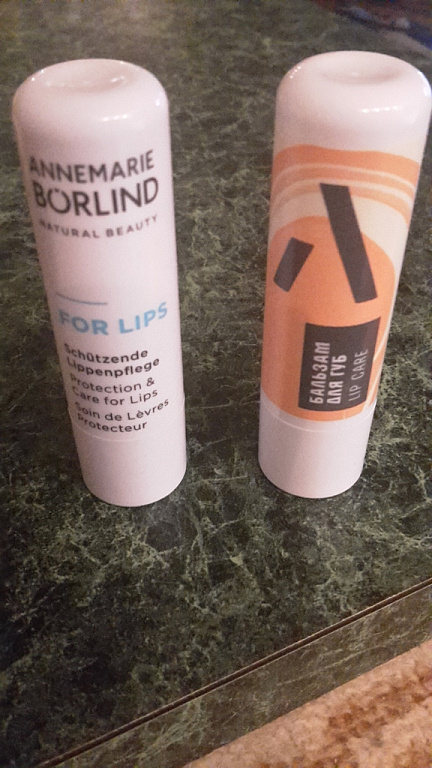 ANNEMARIE
BÖRLIND
NATURAL BEAUTY
FOR LIPS
Schützende
Lippenpflege
Protection &
Care for Lips
Soin de Lèvres
Protecteur
БАЛЬЗАМ
ДЛЯ ГУБ
LIP CARE